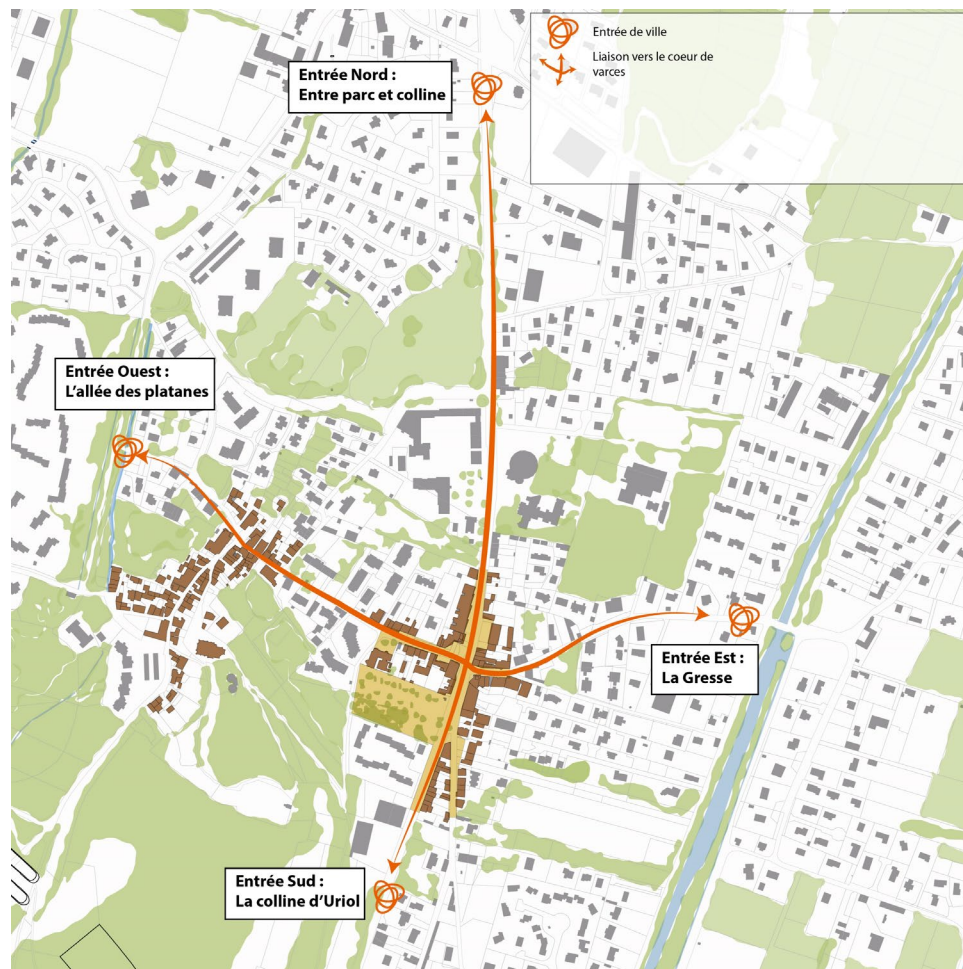 Entrée de ville
Liaison vers le coeur de
varces
Entrée Nord :
Entre parc et colline
Entrée Ouest :
L'allée des platanes
Entrée Est :
La Gresse
Entrée Sud :
La colline d'Uriol